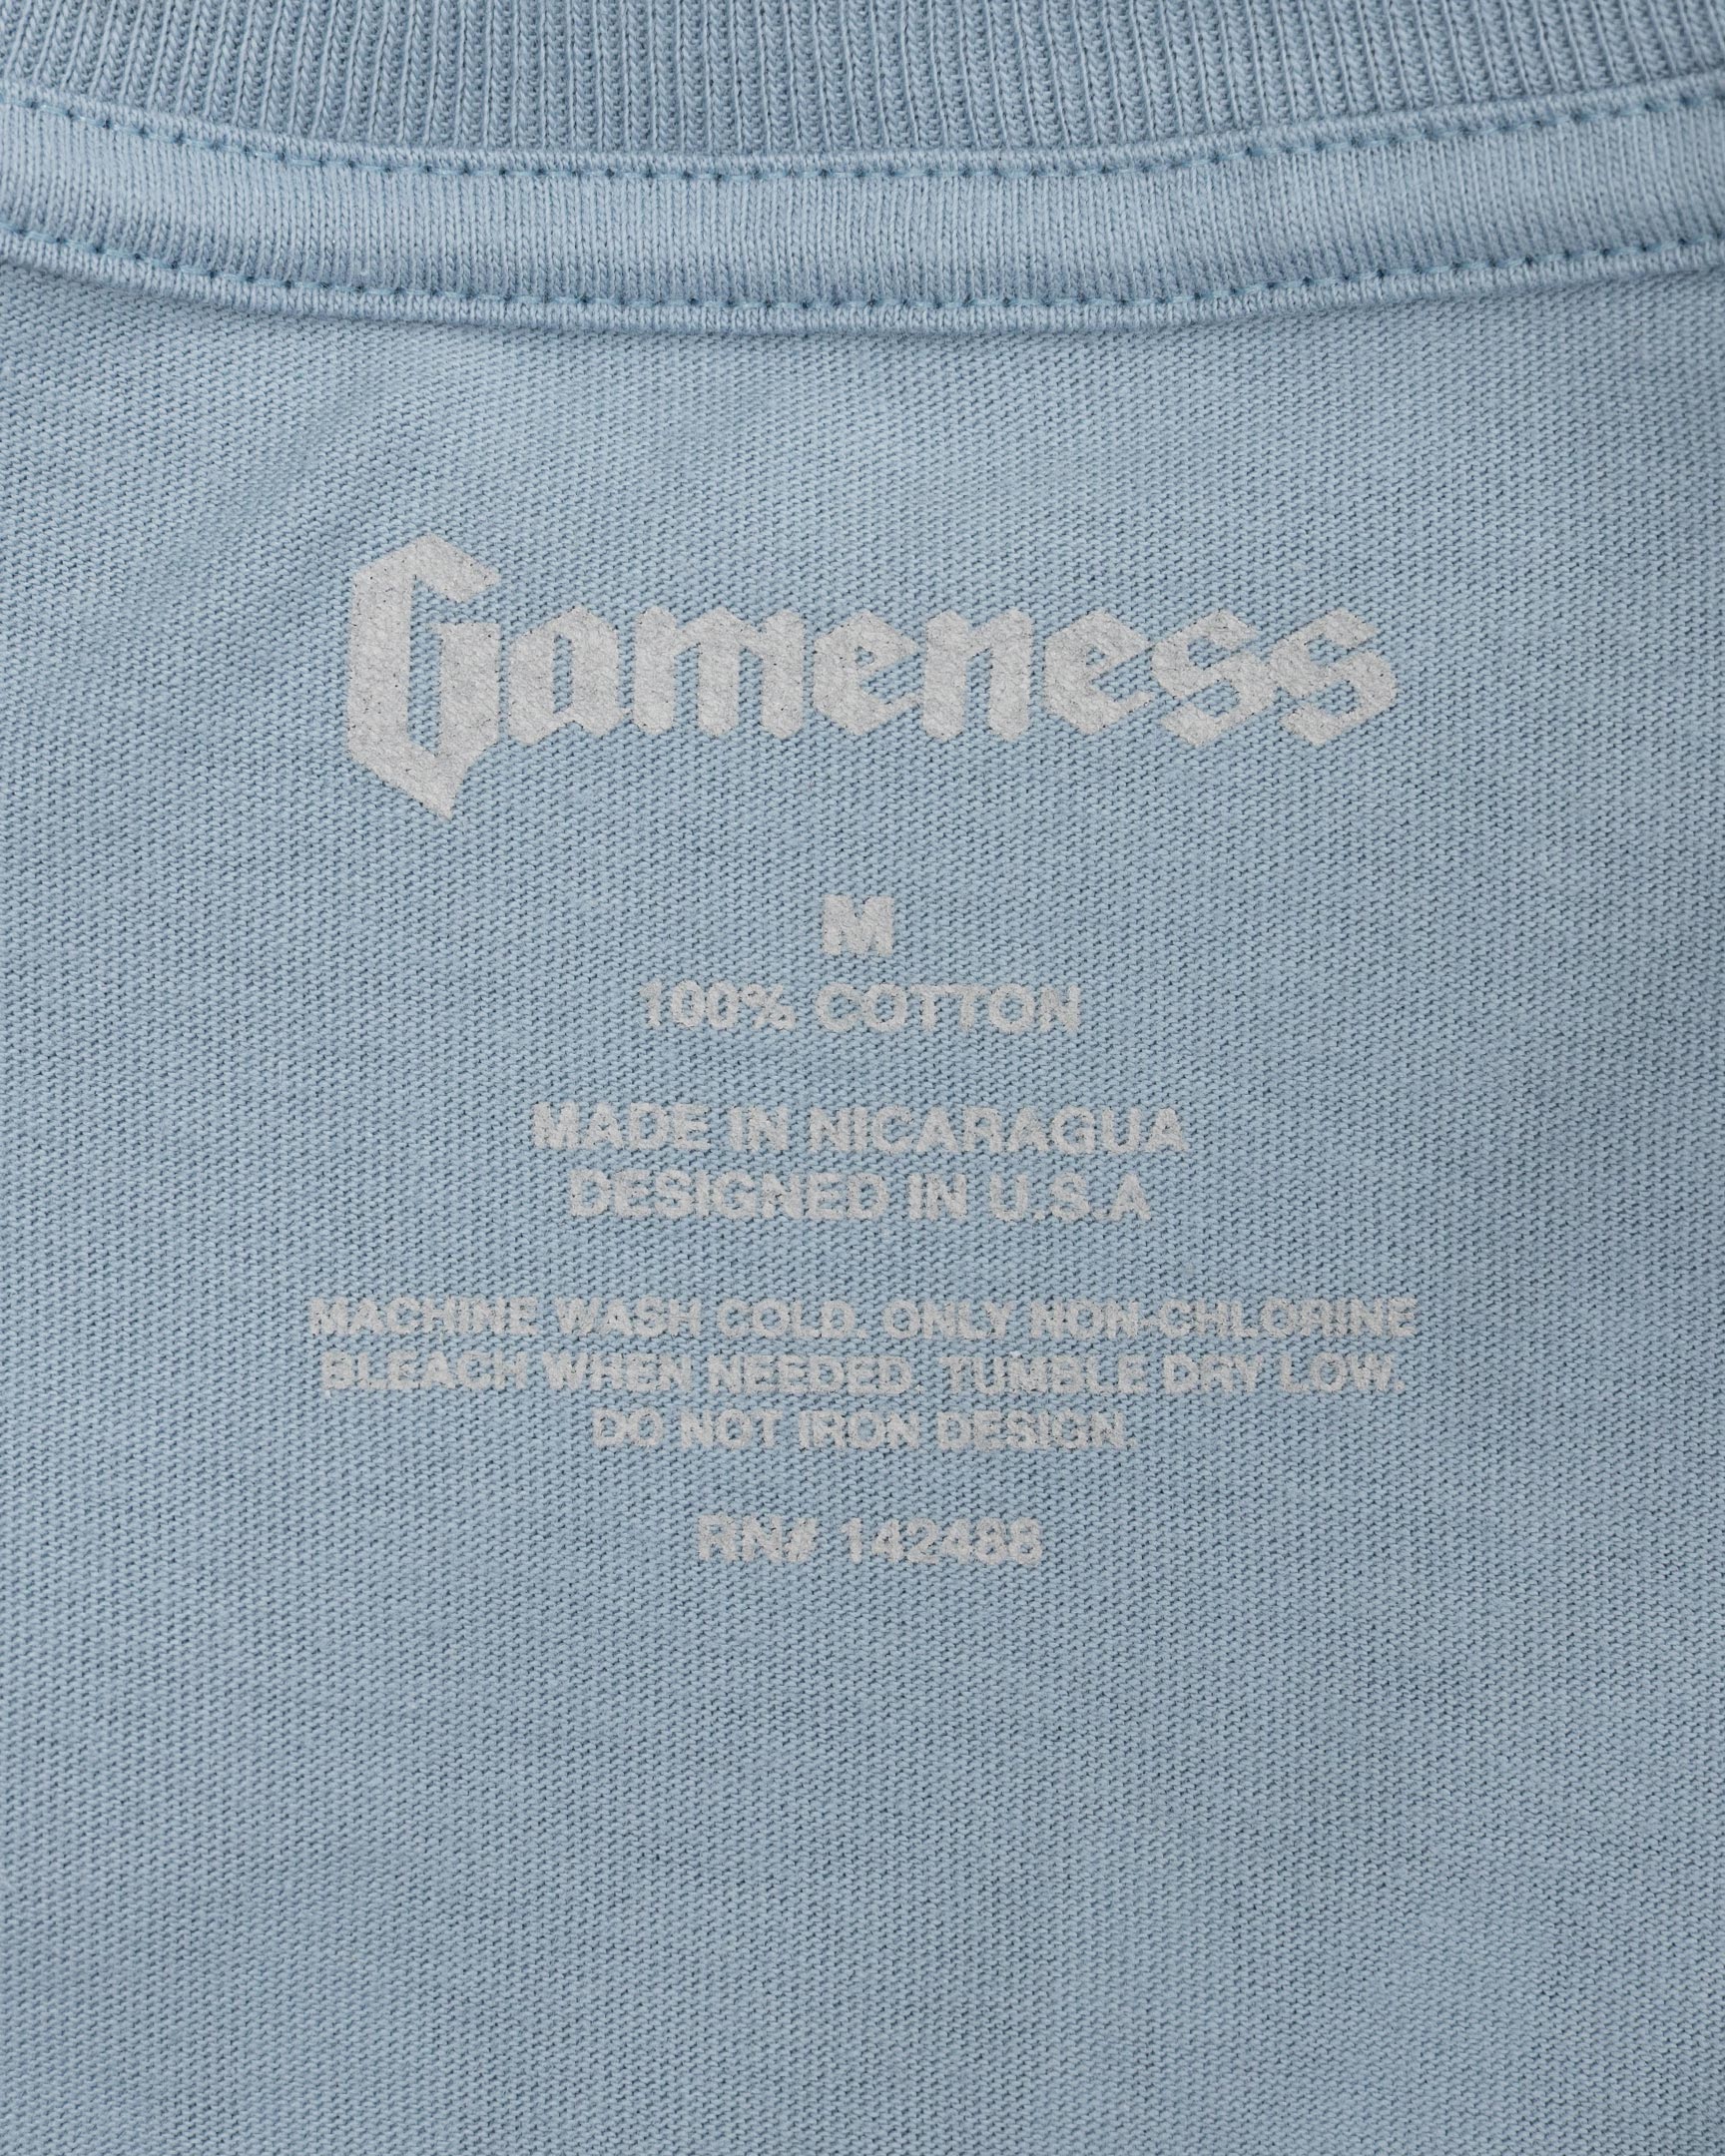 Gameness
M
100% COTTON
MADE IN NICARAGUA
DESIGNED IN U.S.A
MACHINE WASH COLD. ONLY NON-CHLORINE
BLEACH WHEN NEEDED. TUMBLE DRY LOW.
DO NOT IRON DESIGN.
RN# 142488